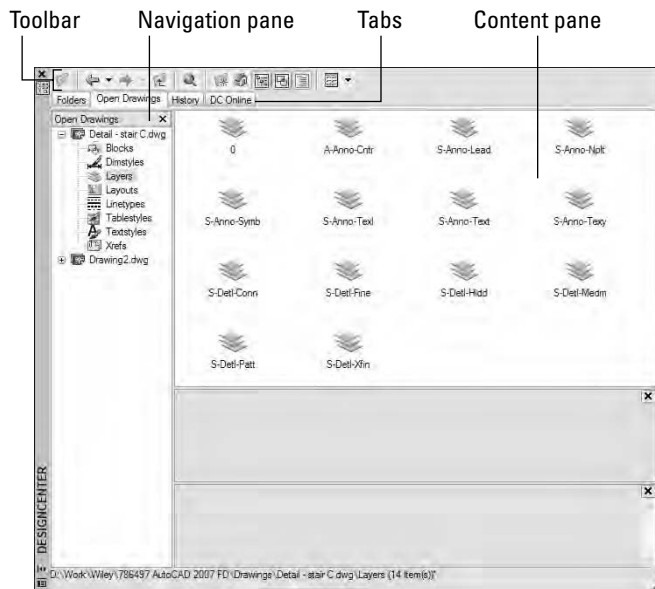 Toolbar Navigation pane Tabs Content pane
Folders Open Drawings History DC Online
Open Drawings
Detail - stair C.dwg
Blocks
Dimstyles
Layers
Layouts
Linetypes
Tablestyles
Textstyles
Xrefs
Drawing2.dwg
0 A-Anno-Cntr S-Anno-Lead S-Anno-Nplt
S-Anno-Symb S-Anno-Texl S-Anno-Text S-Anno-Texy
S-Detl-Conn S-Detl-Fine S-Detl-Hidd S-Detl-Medm
S-Detl-Patt S-Detl-Xfin
DESIGNCENTER
D:\Work\Wiley\786497 AutoCAD 2007 FD\Drawings\Detail - stair C.dwg\Layers (14 item(s))